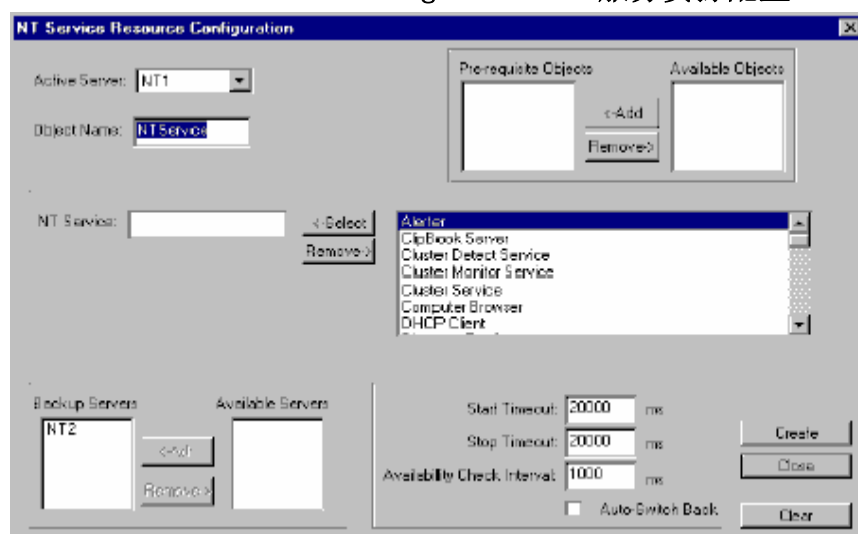 NT Service Resource Configuration
Active Server: NT1
Object Name: NTService
Pre-requisite Objects
Available Objects
<-Add
Remove->
NT Service:
<-Select
Remove->
Alerter
ClipBook Server
Cluster Detect Service
Cluster Monitor Service
Cluster Service
Computer Browser
DHCP Client
Backup Servers
Available Servers
NT2
<-Add
Remove->
Start Timeout: 20000 ms
Stop Timeout: 20000 ms
Availability Check Interval: 1000 ms
Auto-Switch Back
Create
Close
Clear